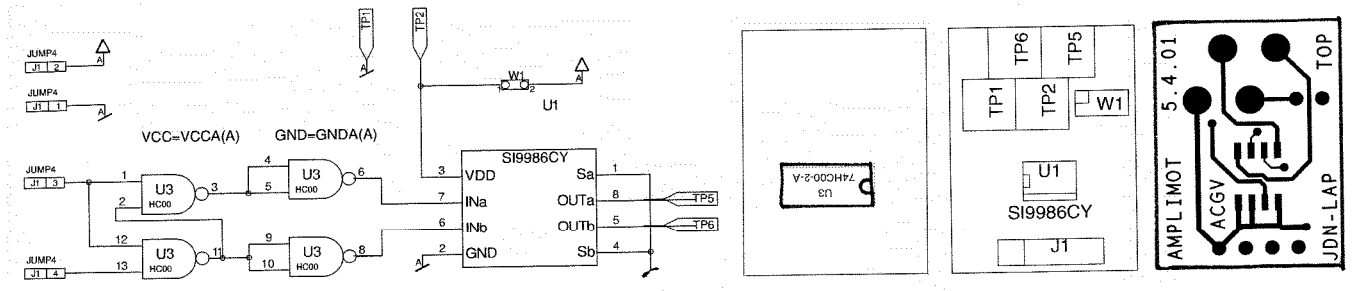 JUMP4
J1 2
A
JUMP4
J1 1
A
TP1
A
TP2
W1
1 2
A
U1
VCC=VCCA(A) GND=GNDA(A)
JUMP4
J1 3
1
2
U3
HC00
3
4
5
U3
HC00
6
12
13
U3
HC00
11
9
10
U3
HC00
8
JUMP4
J1 4
SI9986CY
3 VDD
7 INa
6 INb
2 GND
A
Sa 1
OUTa 8
OUTb 5
Sb 4
TP5
TP6
U3
74HC00-2-A
TP6
TP5
TP1
TP2
W1
U1
SI9986CY
J1
5.4.01
TOP
AMPLIMOT
ACGV
JDN-LAP